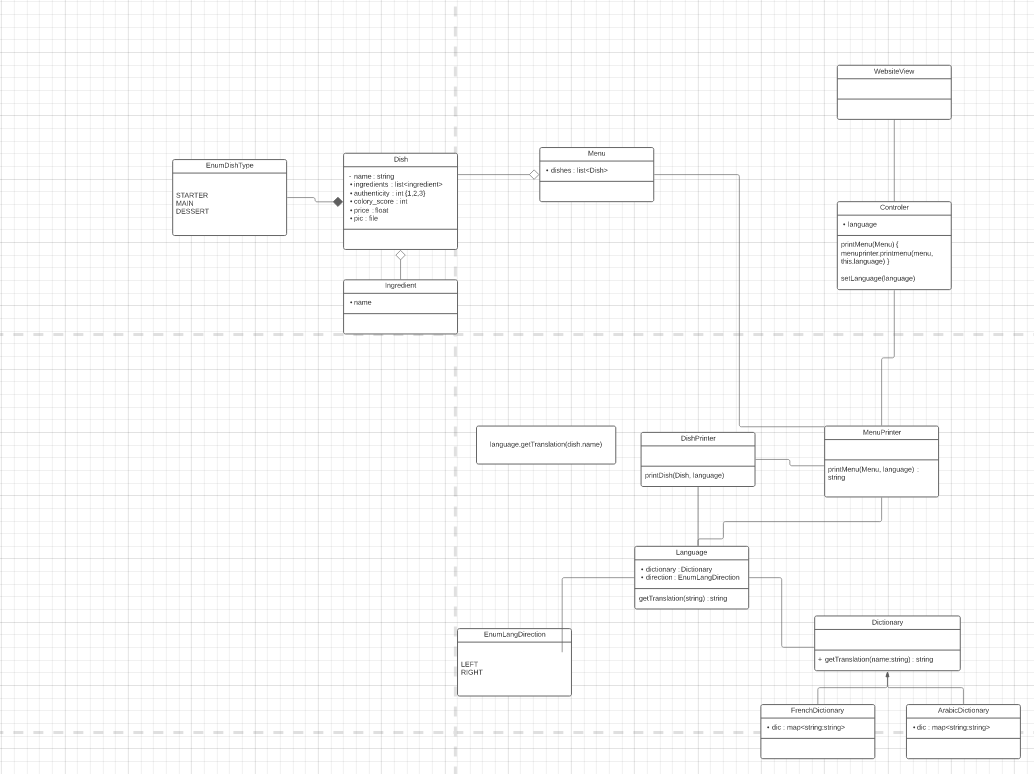 WebsiteView
EnumDishType
STARTER
MAIN
DESSERT
Dish
- name : string
• ingredients : list<ingredient>
• authenticity : int {1,2,3}
• colory_score : int
• price : float
• pic : file
Menu
• dishes : list<Dish>
Ingredient
• name
Controler
• language
printMenu(Menu) {
menuprinter.printmenu(menu,
this.language) }
setLanguage(language)
language.getTranslation(dish.name)
DishPrinter
printDish(Dish, language)
MenuPrinter
printMenu(Menu, language) :
string
Language
• dictionary : Dictionary
• direction : EnumLangDirection
getTranslation(string) : string
EnumLangDirection
LEFT
RIGHT
Dictionary
+ getTranslation(name:string) : string
FrenchDictionary
• dic : map<string:string>
ArabicDictionary
• dic : map<string:string>